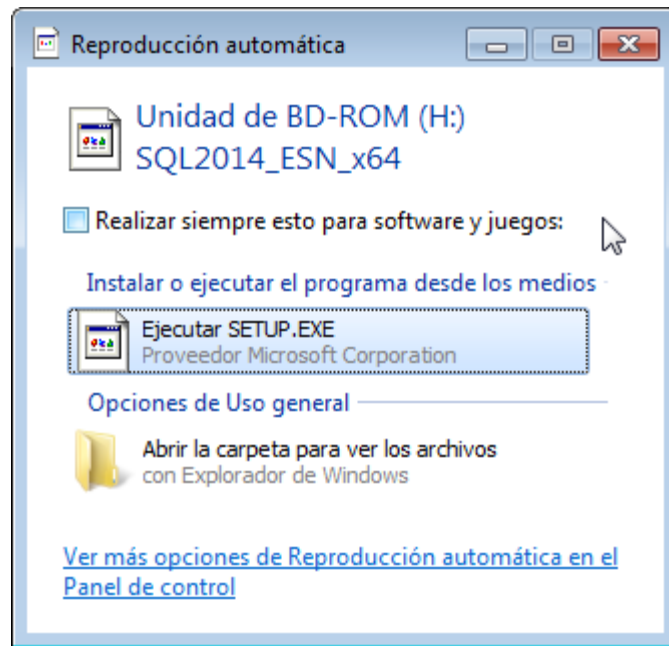 Reproducción automática
Unidad de BD-ROM (H:)
SQL2014_ESN_x64
Realizar siempre esto para software y juegos:
Instalar o ejecutar el programa desde los medios
Ejecutar SETUP.EXE
Proveedor Microsoft Corporation
Opciones de Uso general
Abrir la carpeta para ver los archivos
con Explorador de Windows
Ver más opciones de Reproducción automática en el
Panel de control